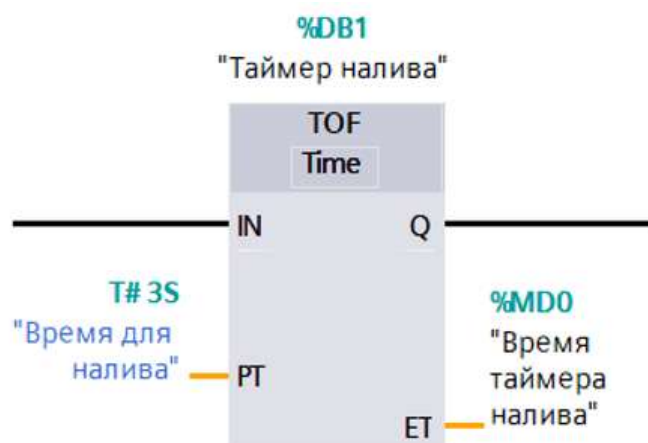 %DB1
"Таймер налива"
TOF
Time
IN
Q
T# 3S
"Время для
налива"
PT
%MD0
"Время
таймера
налива"
ET